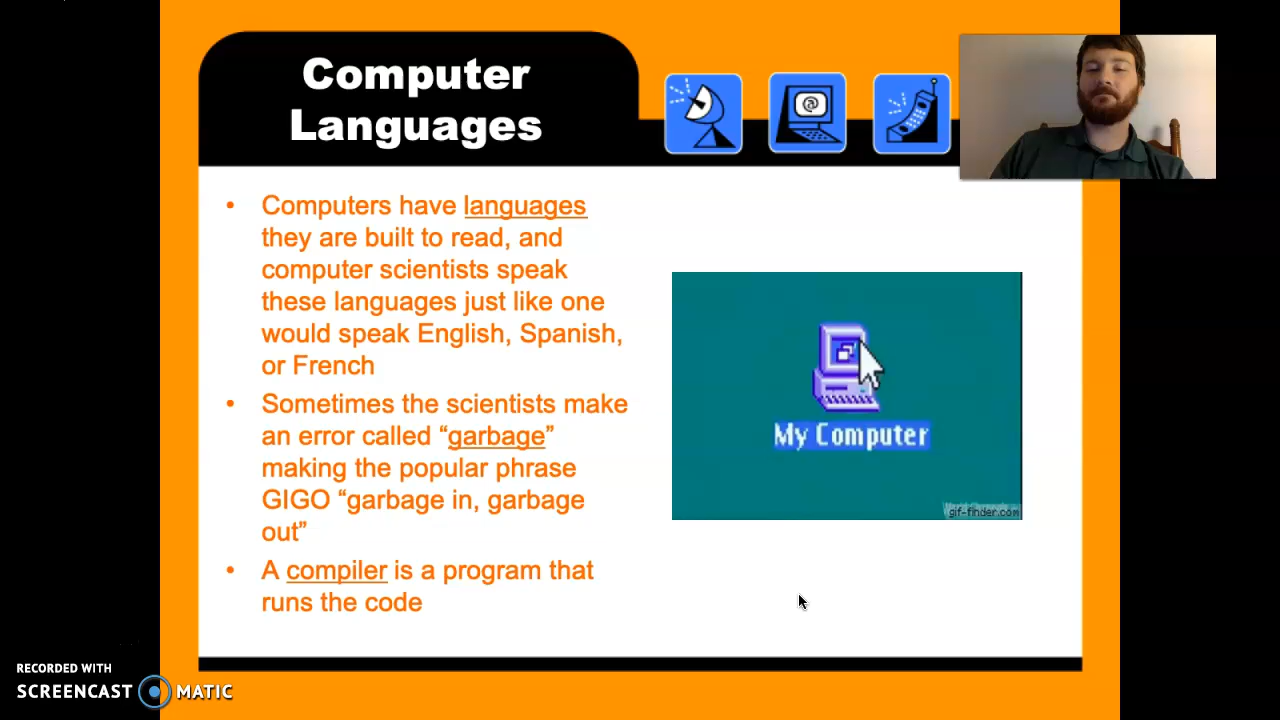 Computer
Languages
@
• Computers have languages
they are built to read, and
computer scientists speak
these languages just like one
would speak English, Spanish,
or French
• Sometimes the scientists make
an error called “garbage”
making the popular phrase
GIGO “garbage in, garbage
out”
• A compiler is a program that
runs the code
My Computer
gif-finder.com
RECORDED WITH
SCREENCAST MATIC